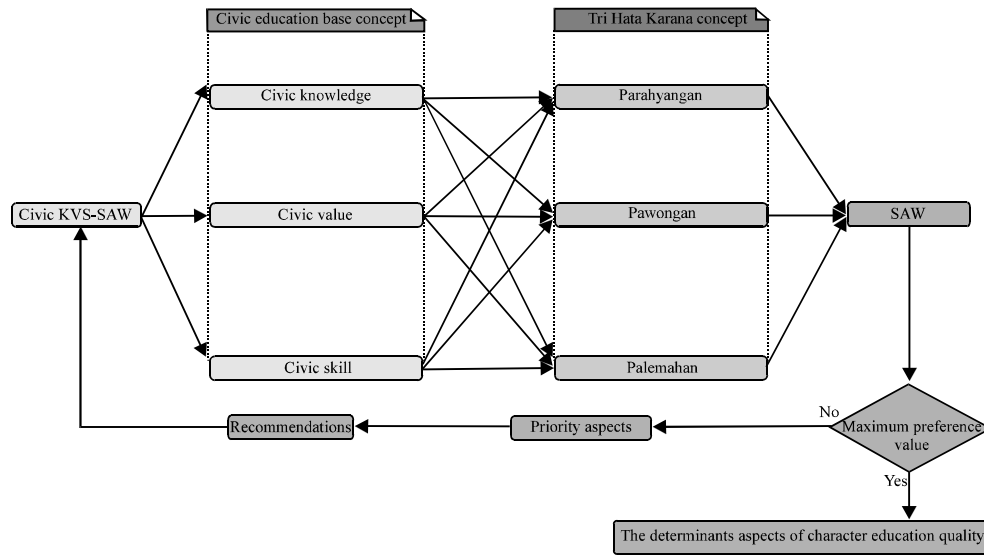 Civic education base concept
Tri Hata Karana concept
Civic knowledge
Parahyangan
Civic KVS-SAW
Civic value
Pawongan
SAW
Civic skill
Palemahan
No
Recommendations
Priority aspects
Maximum preference
value
Yes
The determinants aspects of character education quality